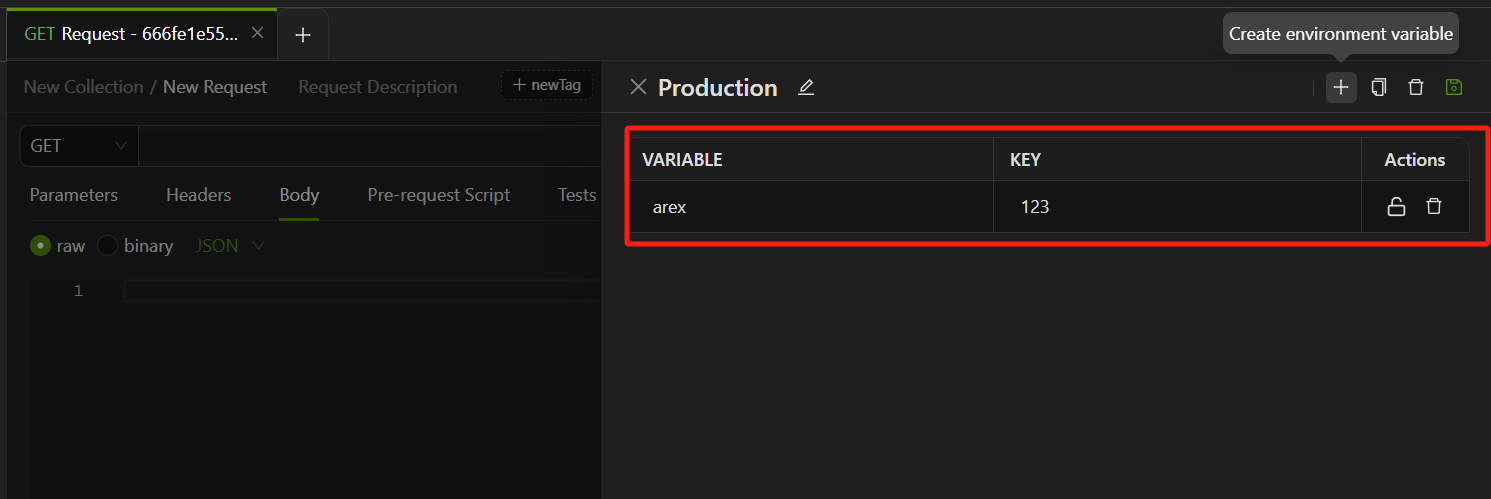 GET Request - 666fe1e55...
Create environment variable
New Collection / New Request Request Description newTag
Production
GET
VARIABLE KEY Actions
Parameters Headers Body Pre-request Script Tests
arex 123
raw binary JSON
1